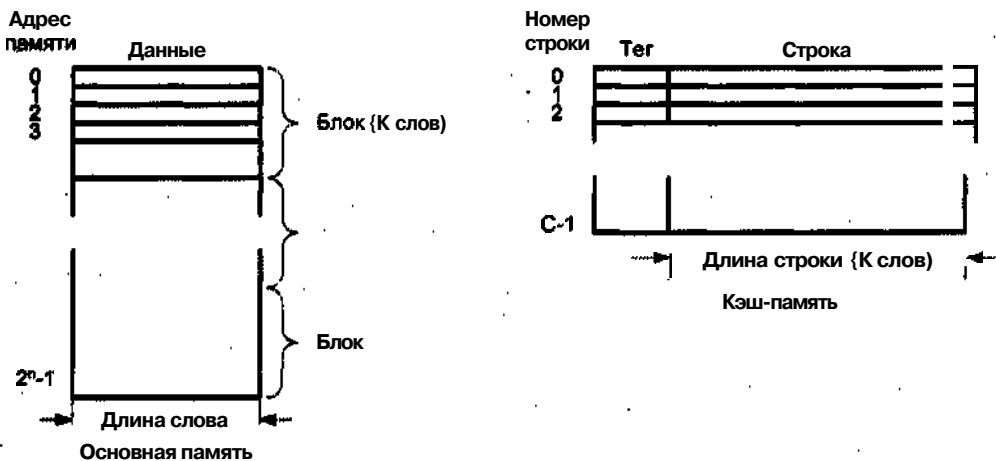 Адрес
памяти
Данные
0
1
2
3
Блок {К слов)
Блок
2ⁿ-1
Длина слова
Основная память
Номер
строки
Тег
Строка
0
1
2
С-1
Длина строки {К слов)
Кэш-память